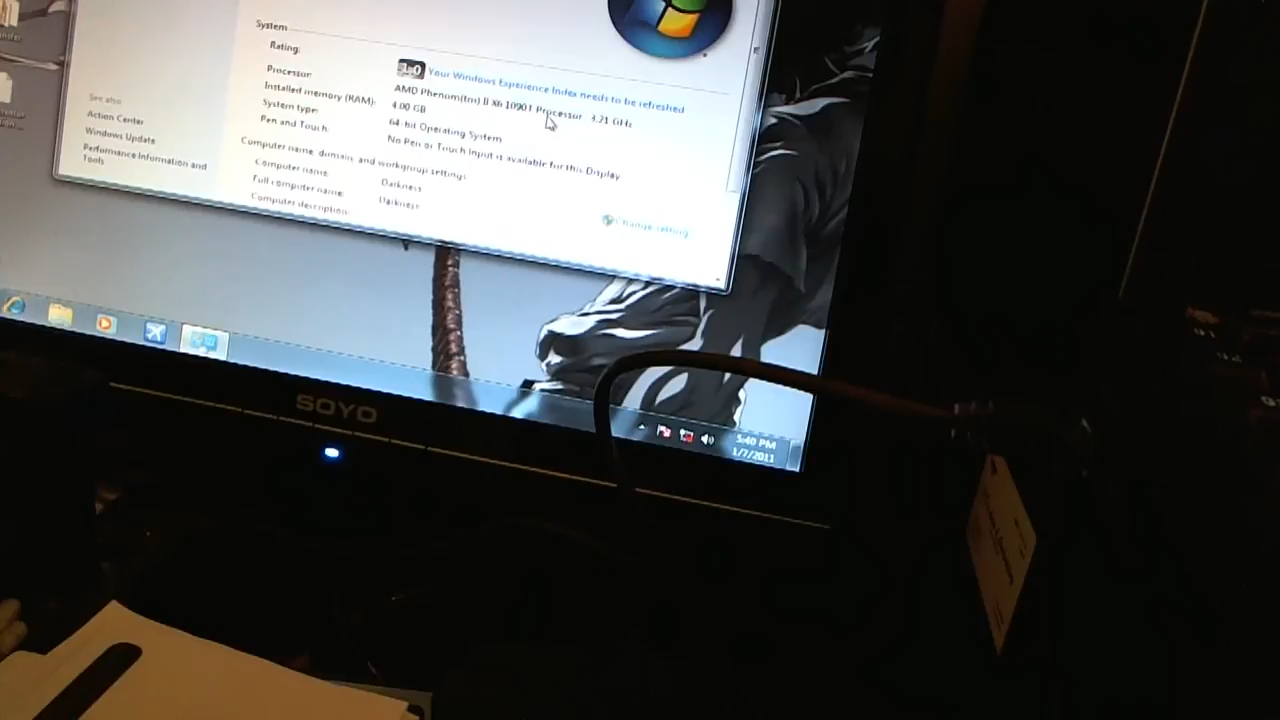 System
Rating:
1.0 Your Windows Experience Index needs to be refreshed
Processor: AMD Phenom(tm) II X6 1090T Processor 3.21 GHz
Installed memory (RAM): 4.00 GB
System type: 64-bit Operating System
Pen and Touch: No Pen or Touch Input is available for this Display
Computer name, domain, and workgroup settings
Computer name: Darkness
Full computer name: Darkness
Computer description:
Change settings
See also
Action Center
Windows Update
Performance Information and
Tools
SOYO
5:40 PM
1/7/2011